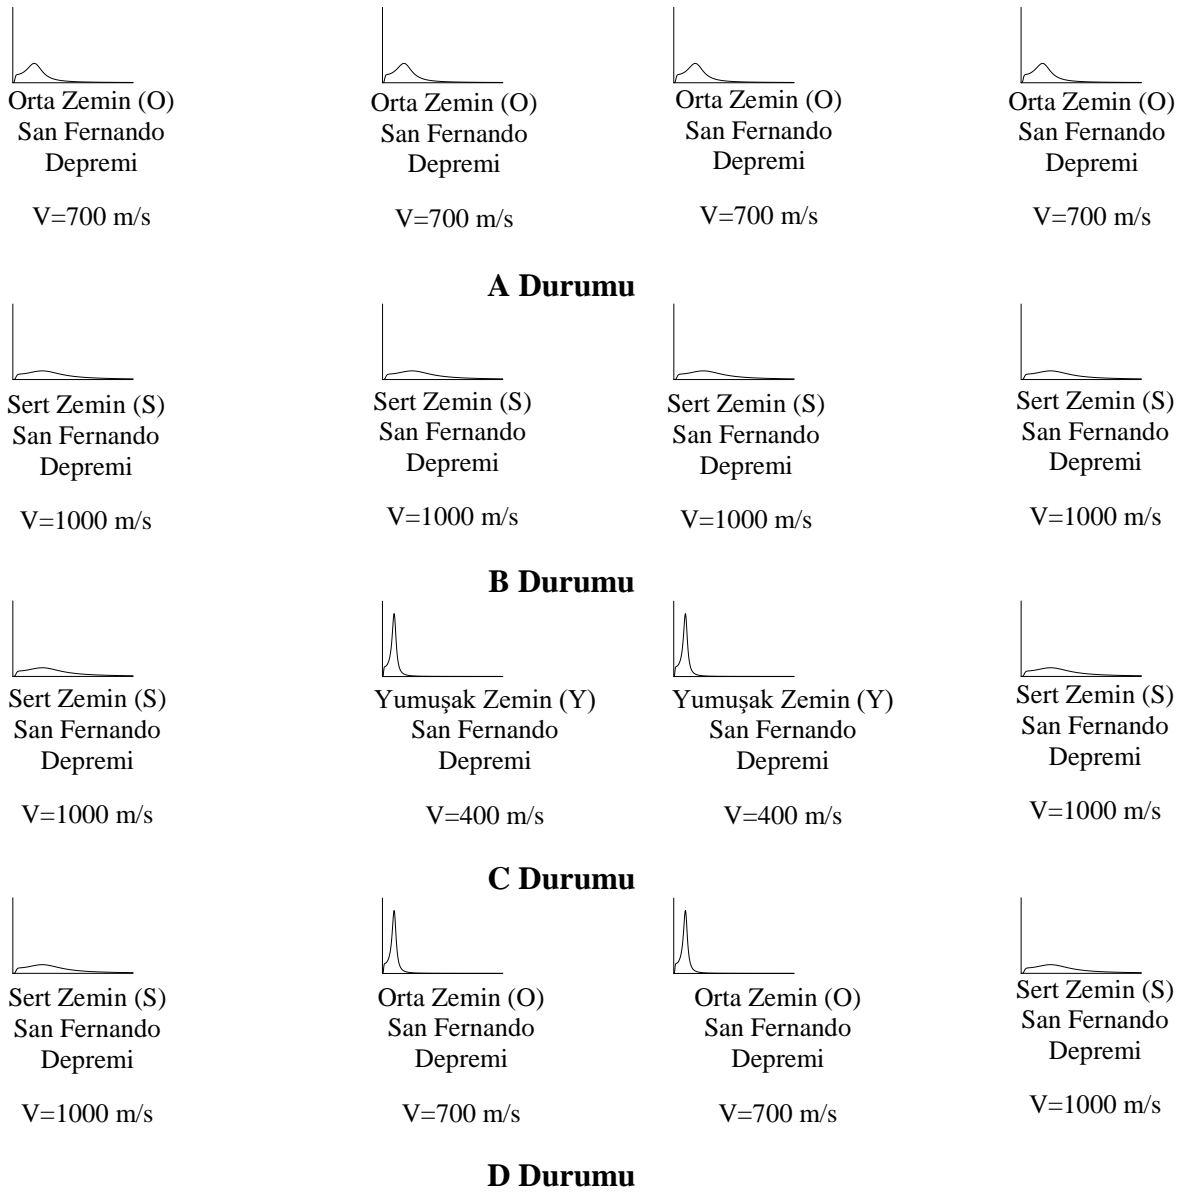 Orta Zemin (O) Orta Zemin (O) Orta Zemin (O) Orta Zemin (O)
San Fernando San Fernando San Fernando San Fernando
Depremi Depremi Depremi Depremi
V=700 m/s V=700 m/s V=700 m/s V=700 m/s
A Durumu
Sert Zemin (S) Sert Zemin (S) Sert Zemin (S) Sert Zemin (S)
San Fernando San Fernando San Fernando San Fernando
Depremi Depremi Depremi Depremi
V=1000 m/s V=1000 m/s V=1000 m/s V=1000 m/s
B Durumu
Sert Zemin (S) Yumuşak Zemin (Y) Yumuşak Zemin (Y) Sert Zemin (S)
San Fernando San Fernando San Fernando San Fernando
Depremi Depremi Depremi Depremi
V=1000 m/s V=400 m/s V=400 m/s V=1000 m/s
C Durumu
Sert Zemin (S) Orta Zemin (O) Orta Zemin (O) Sert Zemin (S)
San Fernando San Fernando San Fernando San Fernando
Depremi Depremi Depremi Depremi
V=1000 m/s V=700 m/s V=700 m/s V=1000 m/s
D Durumu